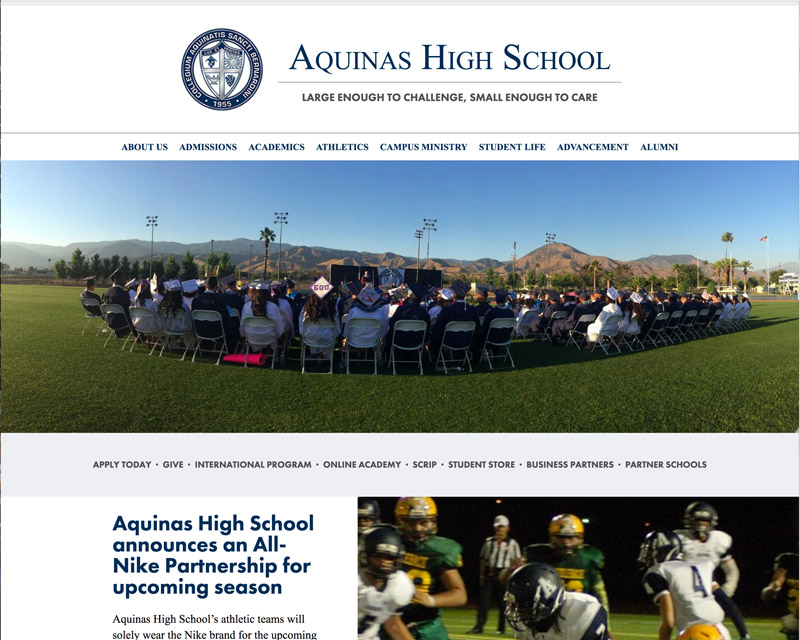 COLLEGIUM AQUINATIS SANCTI BERNARDINI
1955
AQUINAS HIGH SCHOOL
LARGE ENOUGH TO CHALLENGE, SMALL ENOUGH TO CARE
ABOUT US ADMISSIONS ACADEMICS ATHLETICS CAMPUS MINISTRY STUDENT LIFE ADVANCEMENT ALUMNI
GOD
APPLY TODAY · GIVE · INTERNATIONAL PROGRAM · ONLINE ACADEMY · SCRIP · STUDENT STORE · BUSINESS PARTNERS · PARTNER SCHOOLS
Aquinas High School
announces an All-
Nike Partnership for
upcoming season
Aquinas High School's athletic teams will
solely wear the Nike brand for the upcoming
4